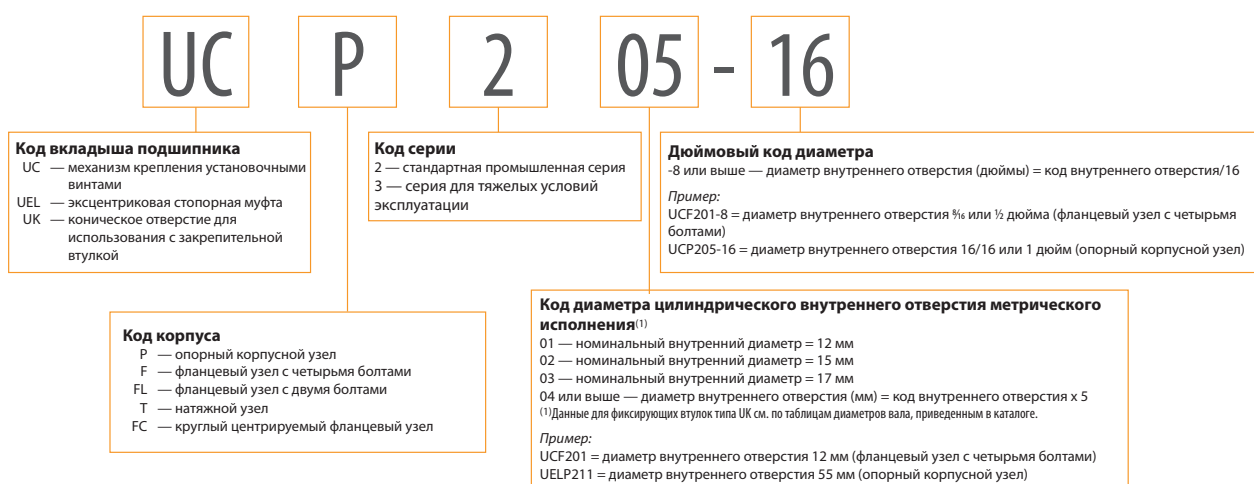 UC P 2 05 - 16
Код вкладыша подшипника
UC — механизм крепления установочными
винтами
UEL — эксцентриковая стопорная муфта
UK — коническое отверстие для
использования с закрепительной
втулкой
Код серии
2 — стандартная промышленная серия
3 — серия для тяжелых условий
эксплуатации
Дюймовый код диаметра
-8 или выше — диаметр внутреннего отверстия (дюймы) = код внутреннего отверстия/16
Пример:
UCF201-8 = диаметр внутреннего отверстия ⁸⁄₁₆ или ½ дюйма (фланцевый узел с четырьмя
болтами)
UCP205-16 = диаметр внутреннего отверстия 16/16 или 1 дюйм (опорный корпусной узел)
Код корпуса
P — опорный корпусной узел
F — фланцевый узел с четырьмя болтами
FL — фланцевый узел с двумя болтами
T — натяжной узел
FC — круглый центрируемый фланцевый узел
Код диаметра цилиндрического внутреннего отверстия метрического
исполнения(1)
01 — номинальный внутренний диаметр = 12 мм
02 — номинальный внутренний диаметр = 15 мм
03 — номинальный внутренний диаметр = 17 мм
04 или выше — диаметр внутреннего отверстия (мм) = код внутреннего отверстия x 5
(1)Данные для фиксирующих втулок типа UK см. по таблицам диаметров вала, приведенным в каталоге.
Пример:
UCF201 = диаметр внутреннего отверстия 12 мм (фланцевый узел с четырьмя болтами)
UELP211 = диаметр внутреннего отверстия 55 мм (опорный корпусной узел)